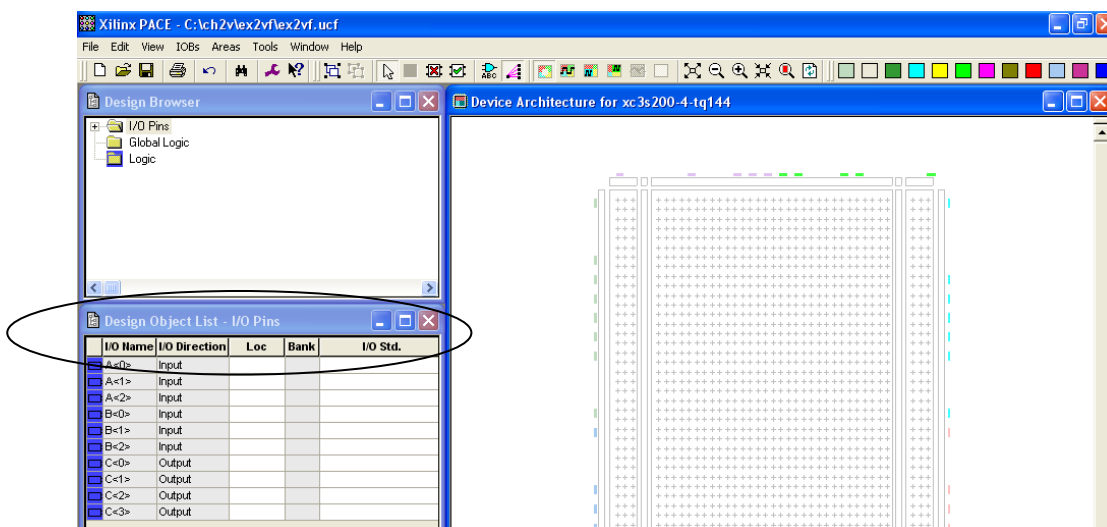 Xilinx PACE - C:\ch2v\ex2vf\ex2vf.ucf
File Edit View IOBs Areas Tools Window Help
ABC
Design Browser
Device Architecture for xc3s200-4-tq144
I/O Pins
Global Logic
Logic
Design Object List - I/O Pins
I/O Name I/O Direction Loc Bank I/O Std.
A<0> Input
A<1> Input
A<2> Input
B<0> Input
B<1> Input
B<2> Input
C<0> Output
C<1> Output
C<2> Output
C<3> Output